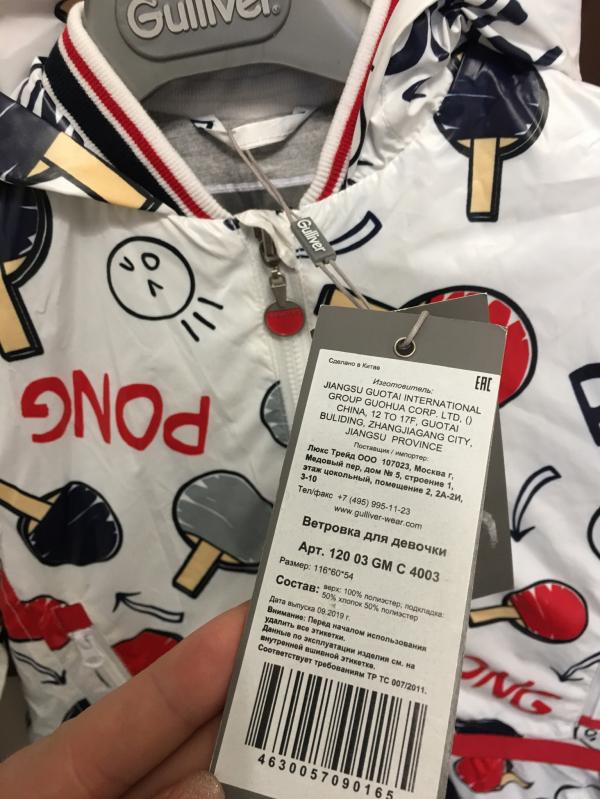 Gulliver.
Gulliver
PONG
PONG
Сделано в Китае
EAC
Изготовитель:
JIANGSU GUOTAI INTERNATIONAL
GROUP GUOHUA CORP. LTD, ()
CHINA, 12 TO 17F, GUOTAI
BULIDING, ZHANGJIAGANG CITY,
JIANGSU PROVINCE
Поставщик / импортер:
Люкс Трейд ООО 107023, Москва г,
Медовый пер, дом № 5, строение 1,
этаж цокольный, помещение 2, 2А-2И,
3-10
Тел/факс +7 (495) 995-11-23
www.gulliver-wear.com
Ветровка для девочки
Арт. 120 03 GM C 4003
Размер: 116*60*54
Состав: верх: 100% полиэстер; подкладка:
50% хлопок 50% полиэстер
Дата выпуска 09.2019 г.
Внимание: Перед началом использования
удалить все этикетки.
Данные по эксплуатации изделия см. на
внутренней вшивной этикетке.
Соответствует требованиям ТР ТС 007/2011.
4630057090165